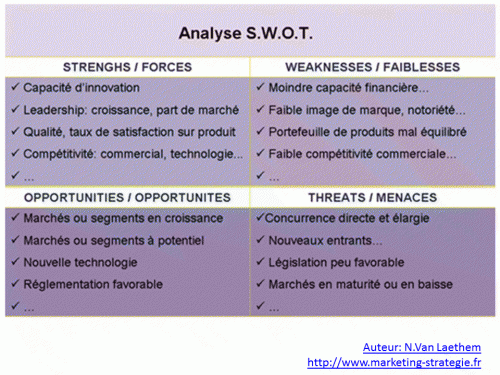 Analyse S.W.O.T.
STRENGHS / FORCES
✓ Capacité d'innovation
✓ Leadership: croissance, part de marché
✓ Qualité, taux de satisfaction sur produit
✓ Compétitivité: commercial, technologie...
✓ ...
WEAKNESSES / FAIBLESSES
✓ Moindre capacité financière...
✓ Faible image de marque, notoriété...
✓ Portefeuille de produits mal équilibré
✓ Faible compétitivité commerciale...
✓ ...
OPPORTUNITIES / OPPORTUNITES
✓ Marchés ou segments en croissance
✓ Marchés ou segments à potentiel
✓ Nouvelle technologie
✓ Réglementation favorable
✓ ...
THREATS / MENACES
✓Concurrence directe et élargie
✓ Nouveaux entrants...
✓ Législation peu favorable
✓ Marchés en maturité ou en baisse
✓ ...
Auteur: N.Van Laethem
http://www.marketing-strategie.fr